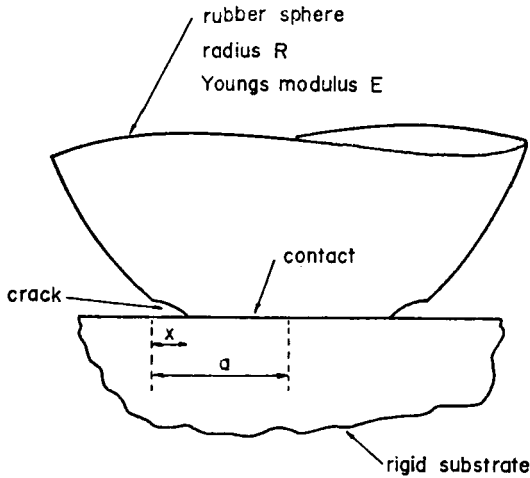 rubber sphere
radius R
Youngs modulus E
contact
crack
x
a
rigid substrate